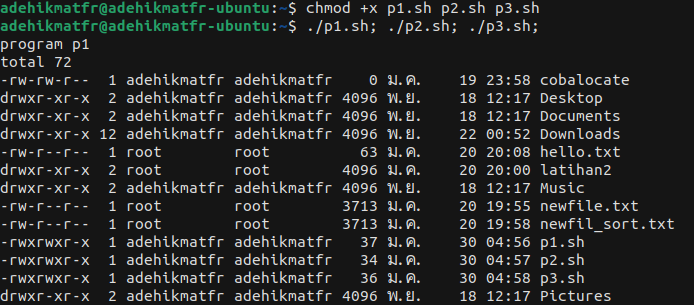 adehikmatfr@adehikmatfr-ubuntu:~$ chmod +x p1.sh p2.sh p3.sh
adehikmatfr@adehikmatfr-ubuntu:~$ ./p1.sh; ./p2.sh; ./p3.sh;
program p1
total 72
-rw-rw-r-- 1 adehikmatfr adehikmatfr 0 ม.ค. 19 23:58 cobalocate
drwxr-xr-x 2 adehikmatfr adehikmatfr 4096 พ.ย. 18 12:17 Desktop
drwxr-xr-x 2 adehikmatfr adehikmatfr 4096 พ.ย. 18 12:17 Documents
drwxr-xr-x 12 adehikmatfr adehikmatfr 4096 พ.ย. 22 00:52 Downloads
-rw-r--r-- 1 root root 63 ม.ค. 20 20:08 hello.txt
drwxr-xr-x 2 root root 4096 ม.ค. 20 20:00 latihan2
drwxr-xr-x 2 adehikmatfr adehikmatfr 4096 พ.ย. 18 12:17 Music
-rw-r--r-- 1 root root 3713 ม.ค. 20 19:55 newfile.txt
-rw-r--r-- 1 root root 3713 ม.ค. 20 19:58 newfil_sort.txt
-rwxrwxr-x 1 adehikmatfr adehikmatfr 37 ม.ค. 30 04:56 p1.sh
-rwxrwxr-x 1 adehikmatfr adehikmatfr 34 ม.ค. 30 04:57 p2.sh
-rwxrwxr-x 1 adehikmatfr adehikmatfr 36 ม.ค. 30 04:58 p3.sh
drwxr-xr-x 2 adehikmatfr adehikmatfr 4096 พ.ย. 18 12:17 Pictures